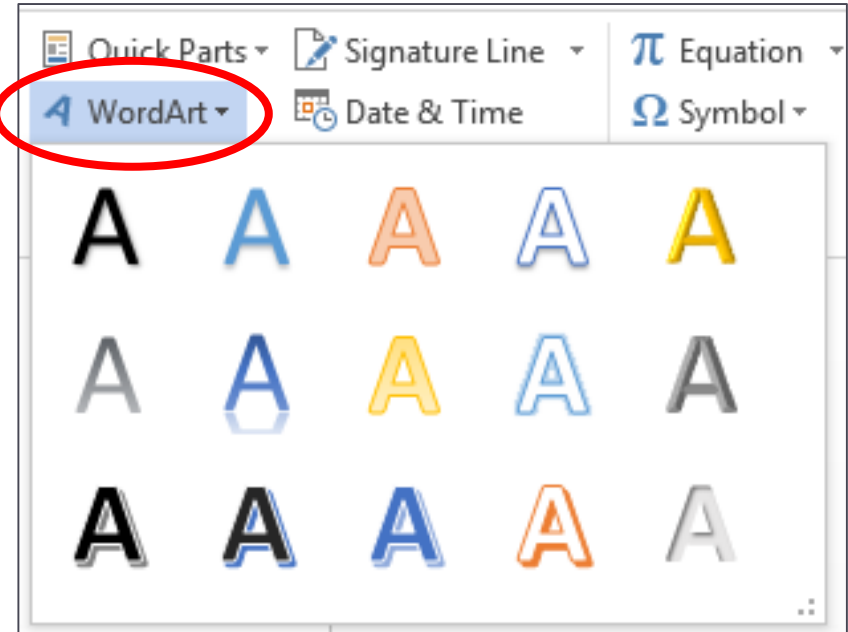 Quick Parts Signature Line π Equation
WordArt Date & Time Ω Symbol
A A A A A
A A A A A
A A A A A